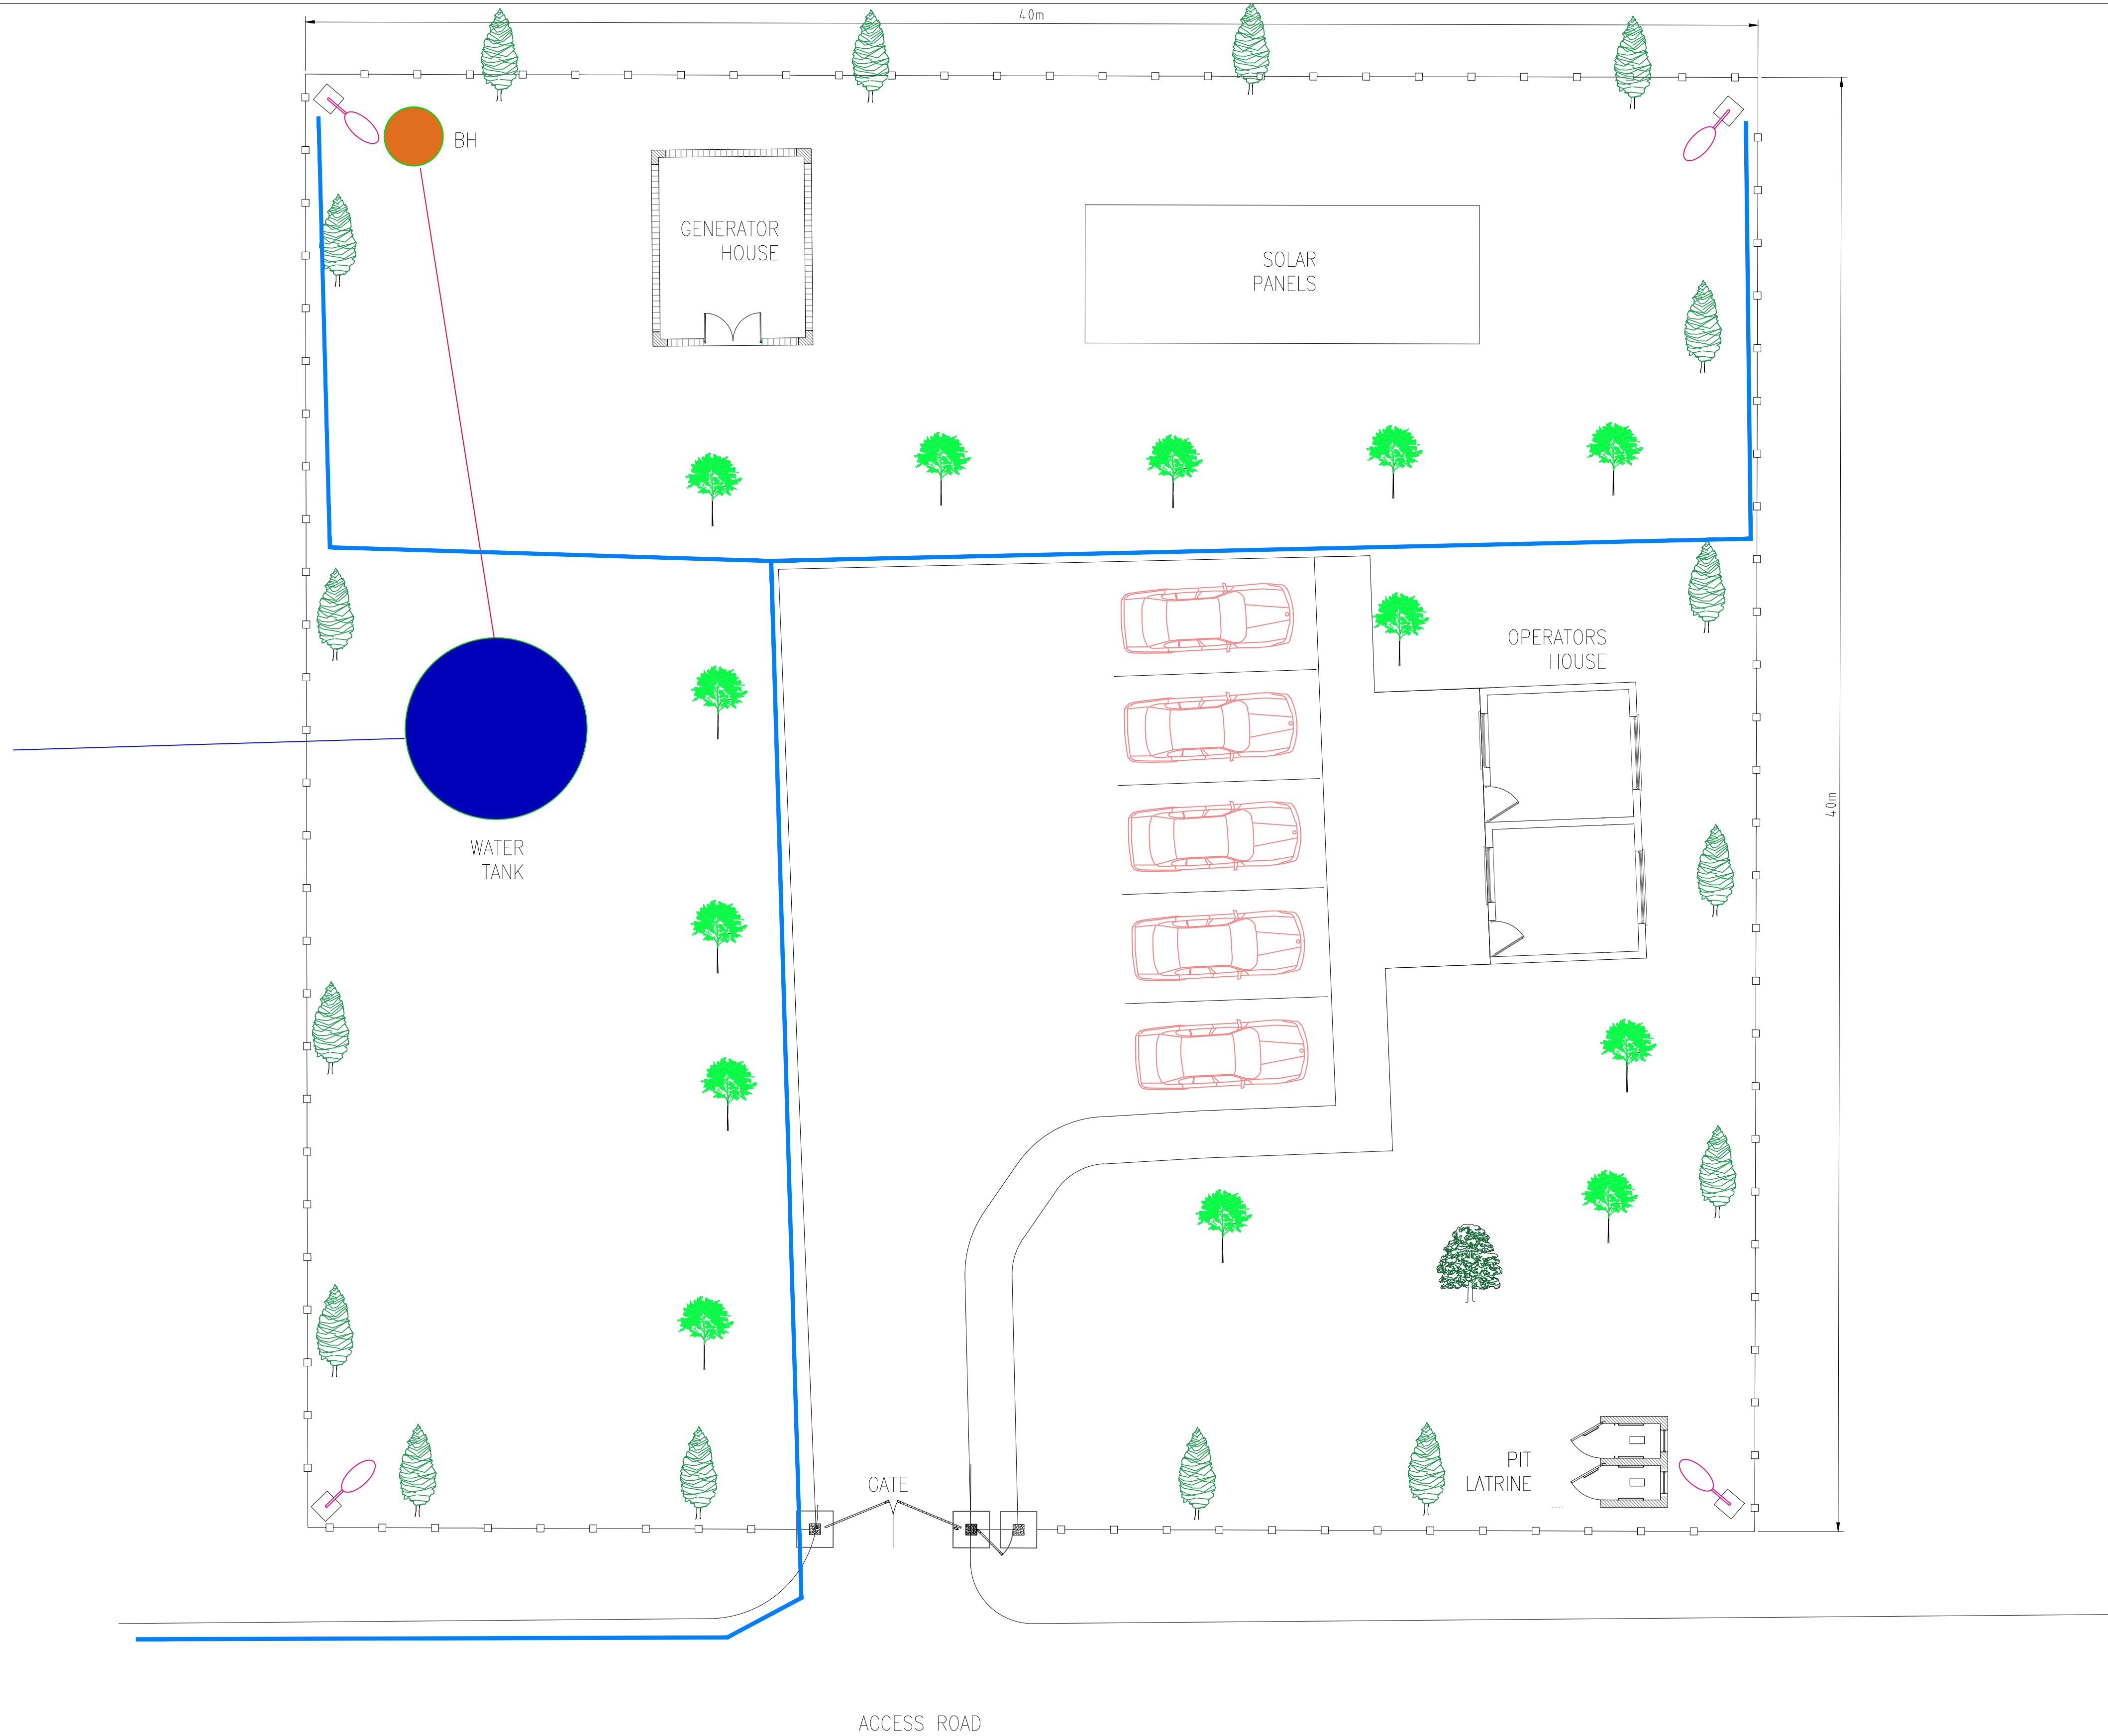 40m
BH
GENERATOR
HOUSE
SOLAR
PANELS
OPERATORS
HOUSE
40m
WATER
TANK
PIT
LATRINE
GATE
ACCESS ROAD